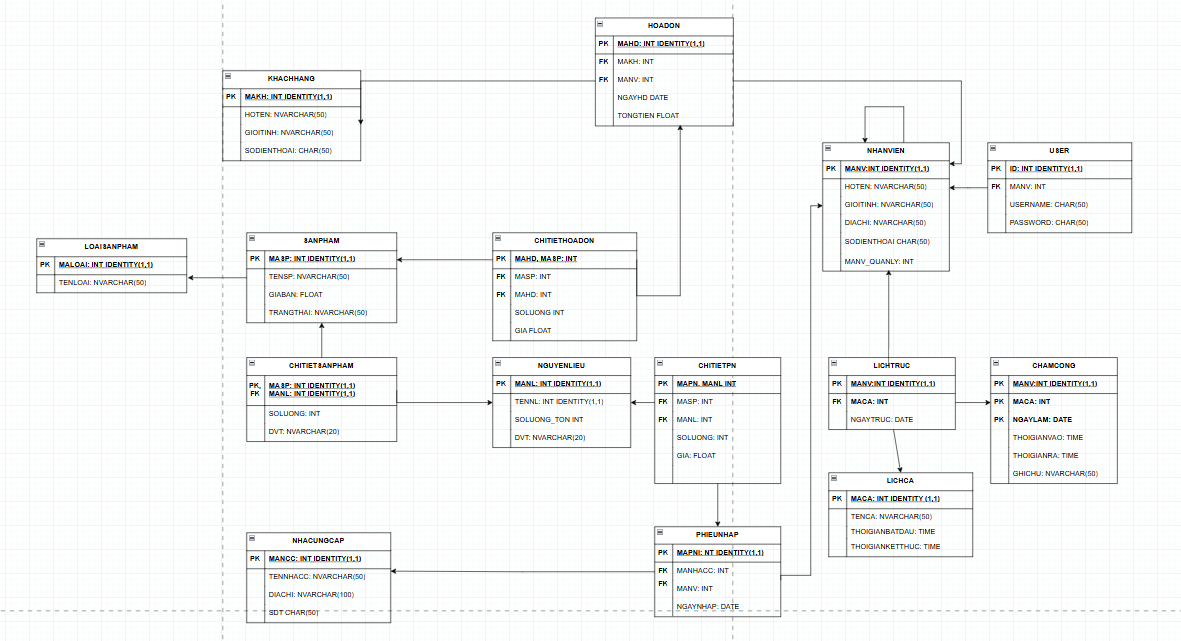 HOADON
PK MAHD: INT IDENTITY(1,1)
FK MAKH: INT
FK MANV: INT
NGAYHD DATE
TONGTIEN FLOAT
KHACHHANG
PK MAKH: INT IDENTITY(1,1)
HOTEN: NVARCHAR(50)
GIOITINH: NVARCHAR(50)
SODIENTHOAI: CHAR(50)
NHANVIEN
PK MANV:INT IDENTITY(1,1)
HOTEN: NVARCHAR(50)
GIOITINH: NVARCHAR(50)
DIACHI: NVARCHAR(50)
SODIENTHOAI CHAR(50)
MANV_QUANLY: INT
USER
PK ID: INT IDENTITY(1,1)
FK MANV: INT
USERNAME: CHAR(50)
PASSWORD: CHAR(50)
LOAISANPHAM
PK MALOAI: INT IDENTITY(1,1)
TENLOAI: NVARCHAR(50)
SANPHAM
PK MASP: INT IDENTITY(1,1)
TENSP: NVARCHAR(50)
GIABAN: FLOAT
TRANGTHAI: NVARCHAR(50)
CHITIETHOADON
PK MAHD, MASP: INT
FK MASP: INT
FK MAHD: INT
SOLUONG INT
GIA FLOAT
CHITIETSANPHAM
PK, MASP: INT IDENTITY(1,1)
FK MANL: INT IDENTITY(1,1)
SOLUONG: INT
DVT: NVARCHAR(20)
NGUYENLIEU
PK MANL: INT IDENTITY(1,1)
TENNL: INT IDENTITY(1,1)
SOLUONG_TON INT
DVT: NVARCHAR(20)
CHITIETPN
PK MAPN, MANL INT
FK MASP: INT
FK MANL: INT
SOLUONG: INT
GIA: FLOAT
LICHTRUC
PK MANV:INT IDENTITY(1,1)
FK MACA: INT
NGAYTRUC: DATE
CHAMCONG
PK MANV:INT IDENTITY(1,1)
PK MACA: INT
PK NGAYLAM: DATE
THOIGIANVAO: TIME
THOIGIANRA: TIME
GHICHU: NVARCHAR(50)
LICHCA
PK MACA: INT IDENTITY (1,1)
TENCA: NVARCHAR(50)
THOIGIANBATDAU: TIME
THOIGIANKETTHUC: TIME
NHACUNGCAP
PK MANCC: INT IDENTITY(1,1)
TENNHACC: NVARCHAR(50)
DIACHI: NVARCHAR(100)
SDT CHAR(50)
PHIEUNHAP
PK MAPNI: NT IDENTITY(1,1)
FK MANHACC: INT
FK MANV: INT
NGAYNHAP: DATE